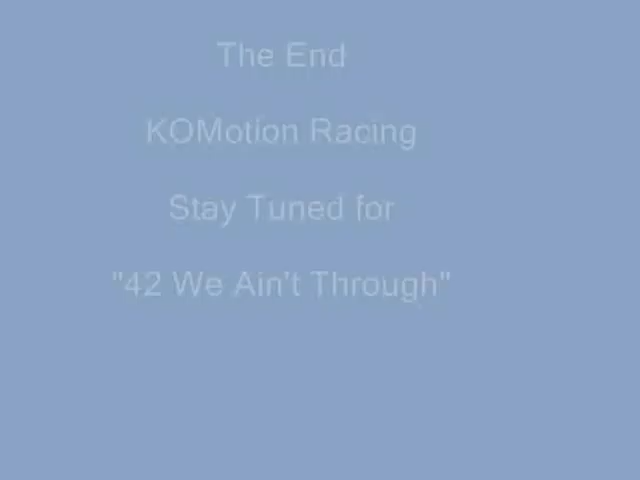 The End
KOMotion Racing
Stay Tuned for
"42 We Ain't Through"